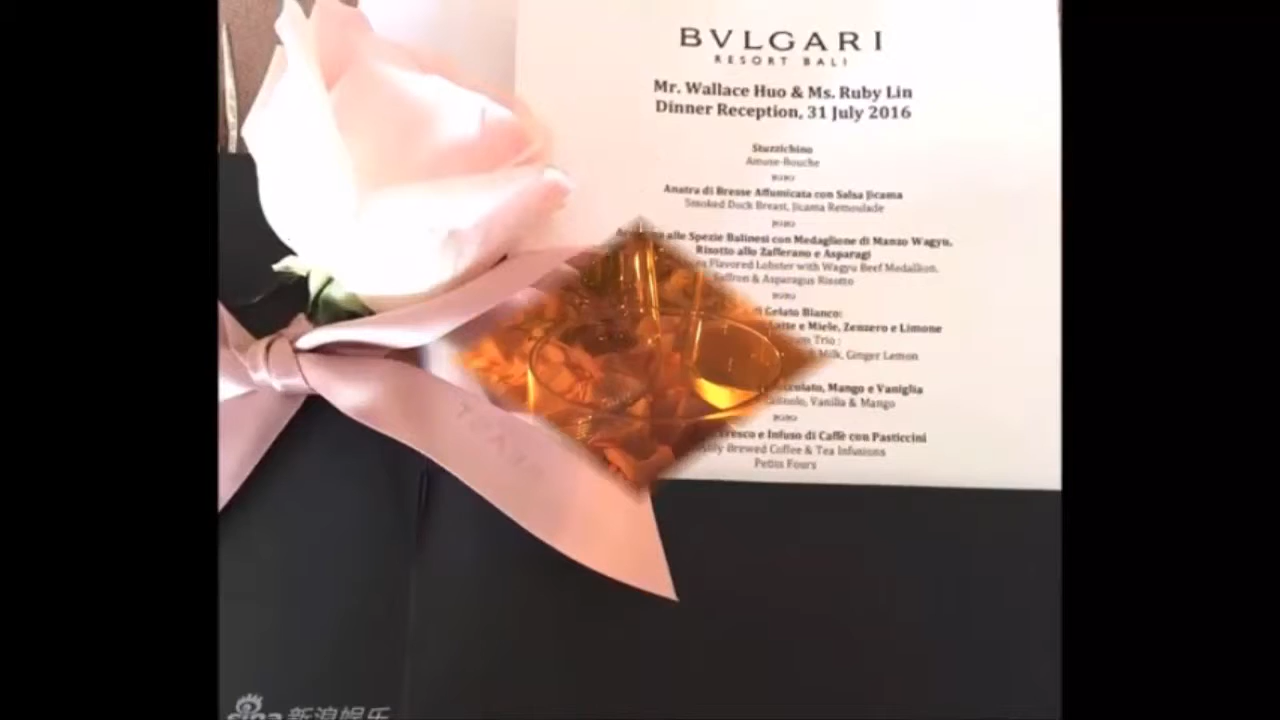 BVLGARI
RESORT BALI
Mr. Wallace Huo & Ms. Ruby Lin
Dinner Reception, 31 July 2016
Stuzzichino
Amuse-Bouche
Anatra di Bresse Affumicata con Salsa Jicama
Smoked Duck Breast, Jicama Remoulade
alle Spezie Balinesi con Medaglione di Manzo Wagyu,
Risotto allo Zafferano e Asparagi
Flavored Lobster with Wagyu Beef Medallion,
Saffron & Asparagus Risotto
di Gelato Bianco:
Latte e Miele, Zenzero e Limone
Trio :
Milk, Ginger Lemon
Mango e Vaniglia
Vanilla & Mango
e Infuso di Caffè con Pasticcini
Brewed Coffee & Tea Infusions
Petits Fours
sina 新浪娱乐